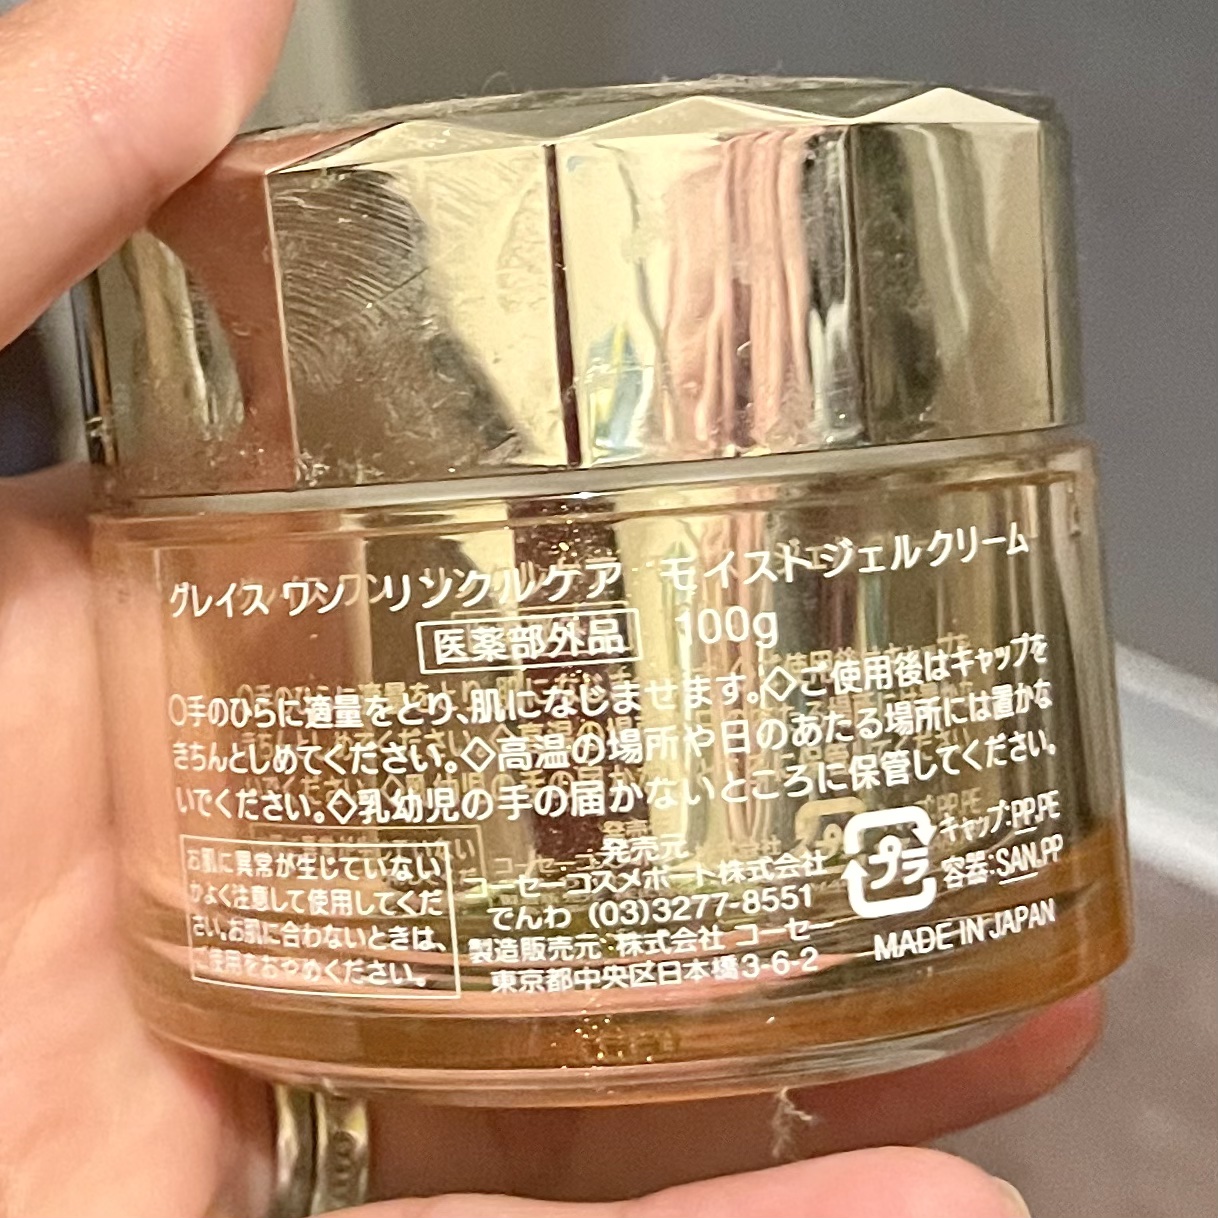 グレイス ワン リンクルケア モイストジェルクリーム
医薬部外品 100g
○手のひらに適量をとり、肌になじませます。◇ご使用後はキャップを
きちんとしめてください。◇高温の場所や日のあたる場所には置かな
いでください。◇乳幼児の手の届かないところに保管してください。
お肌に異常が生じていない
かよく注意して使用してくだ
さい。お肌に合わないときは、
ご使用をおやめください。
発売元
コーセーコスメポート株式会社
でんわ (03)3277-8551
製造販売元:株式会社 コーセー
東京都中央区日本橋3-6-2
プラ
キャップ:PP,PE
容器:SAN,PP
MADE IN JAPAN